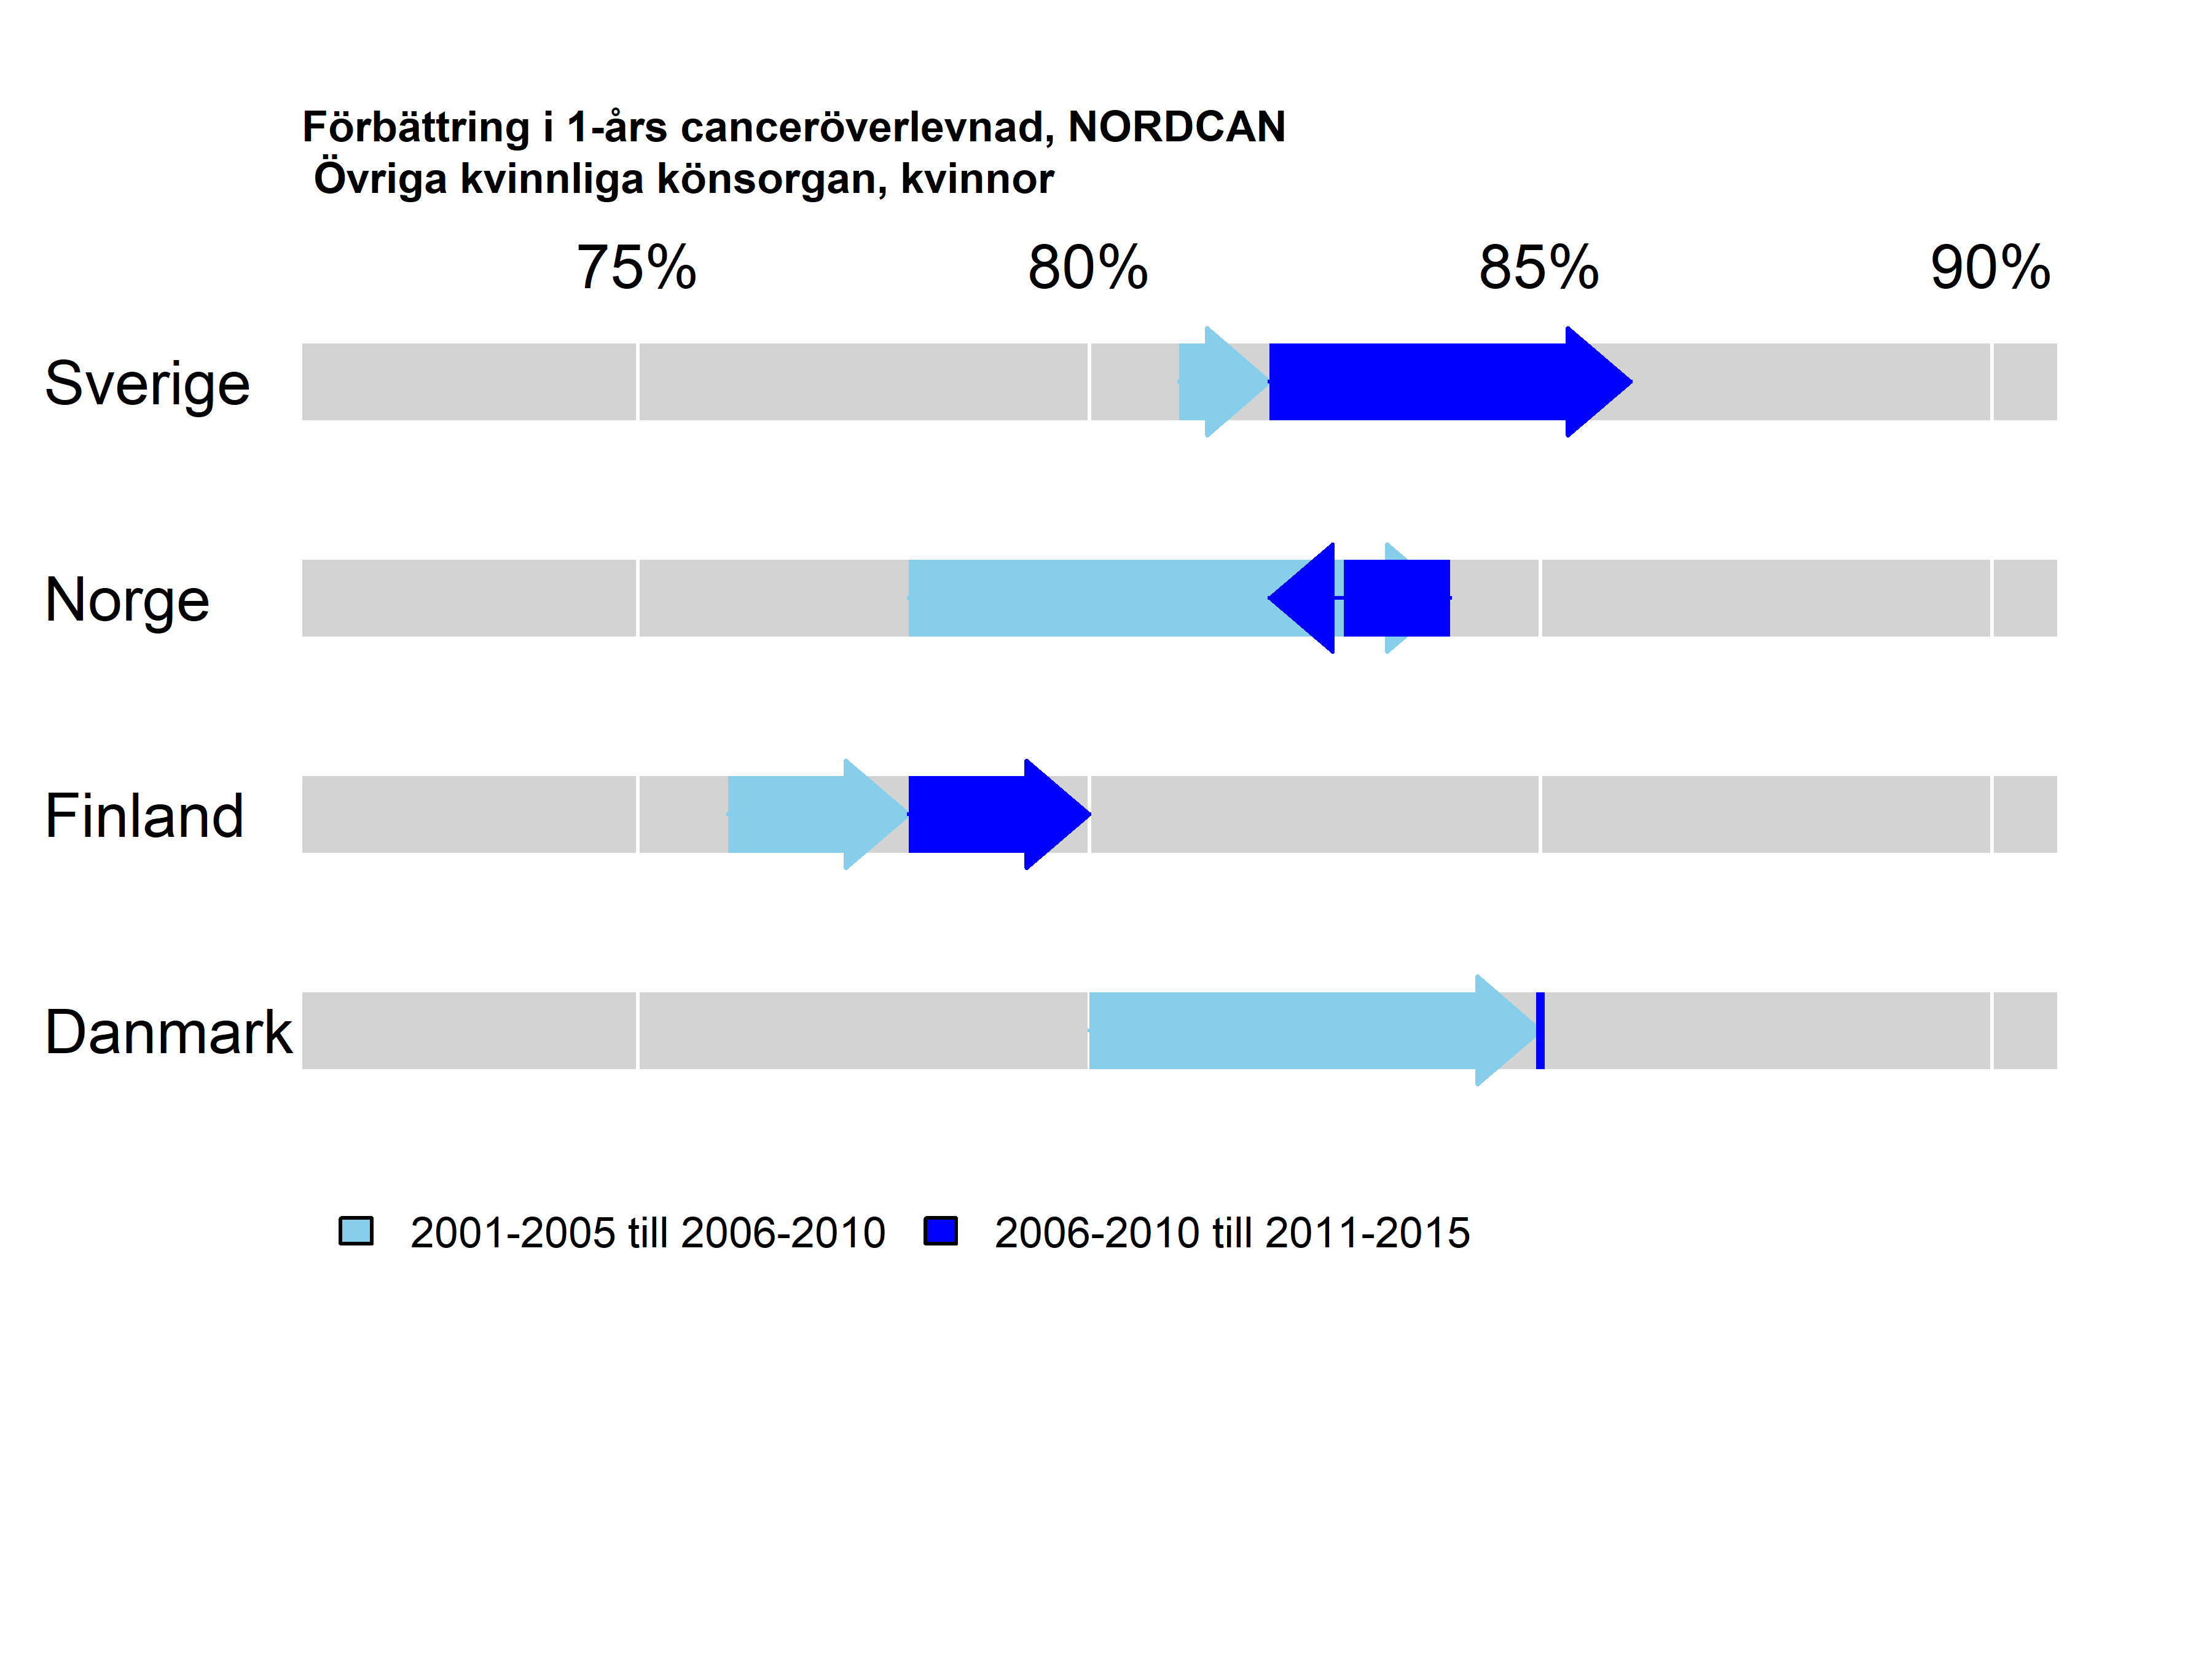 Förbättring i 1-års canceröverlevnad, NORDCAN
Övriga kvinnliga könsorgan, kvinnor
75% 80% 85% 90%
Sverige
Norge
Finland
Danmark
2001-2005 till 2006-2010 2006-2010 till 2011-2015